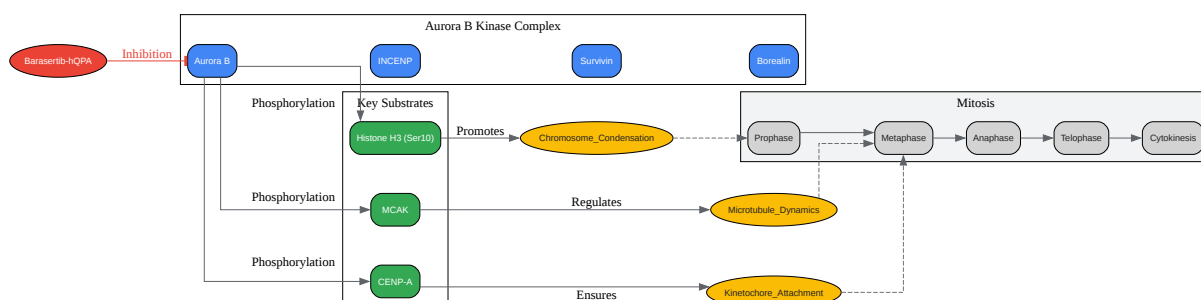 Aurora B Kinase Complex
Barasertib-hQPA
Inhibition
Aurora B
INCENP
Survivin
Borealin
Phosphorylation
Key Substrates
Mitosis
Histone H3 (Ser10)
Promotes
Chromosome_Condensation
Prophase
Metaphase
Anaphase
Telophase
Cytokinesis
Phosphorylation
MCAK
Regulates
Microtubule_Dynamics
Phosphorylation
CENP-A
Ensures
Kinetochore_Attachment